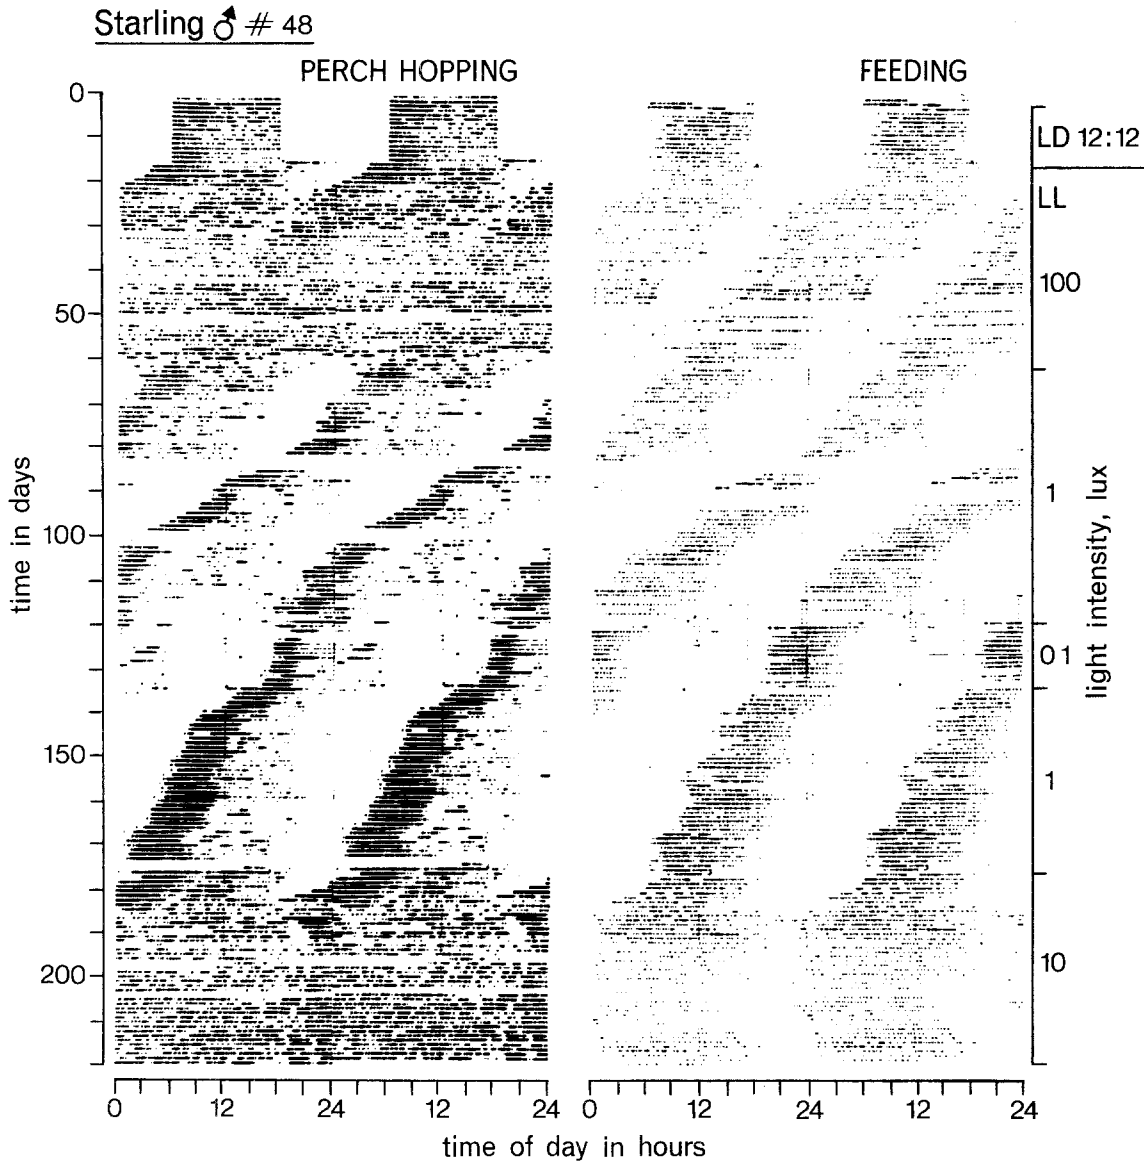 Starling ♂ # 48
PERCH HOPPING
FEEDING
0
50
100
150
200
time in days
LD 12:12
LL
100
1
01
1
10
light intensity, lux
0 12 24 12 24
0 12 24 12 24
time of day in hours